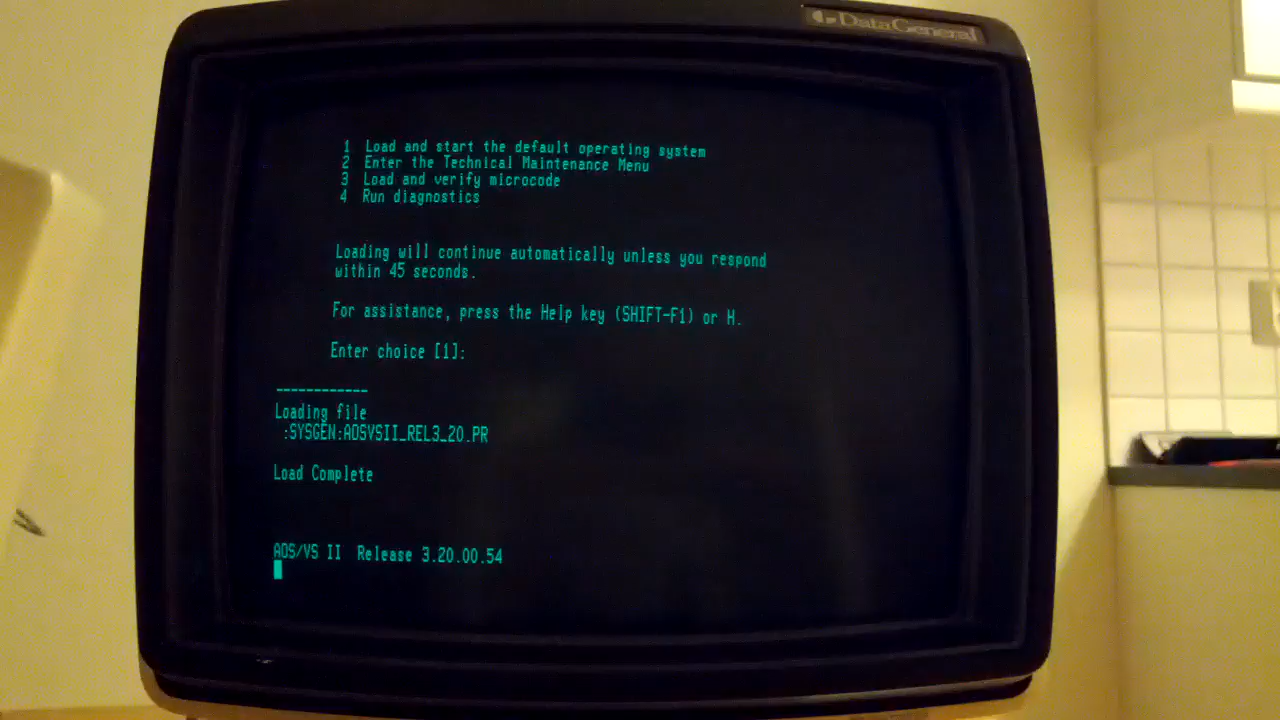 DataGeneral
1 Load and start the default operating system
2 Enter the Technical Maintenance Menu
3 Load and verify microcode
4 Run diagnostics
Loading will continue automatically unless you respond
within 45 seconds.
For assistance, press the Help key (SHIFT-F1) or H.
Enter choice [1]:
------------
Loading file
:SYSGEN:AOSVSII_REL3_20.PR
Load Complete
AOS/VS II Release 3.20.00.54